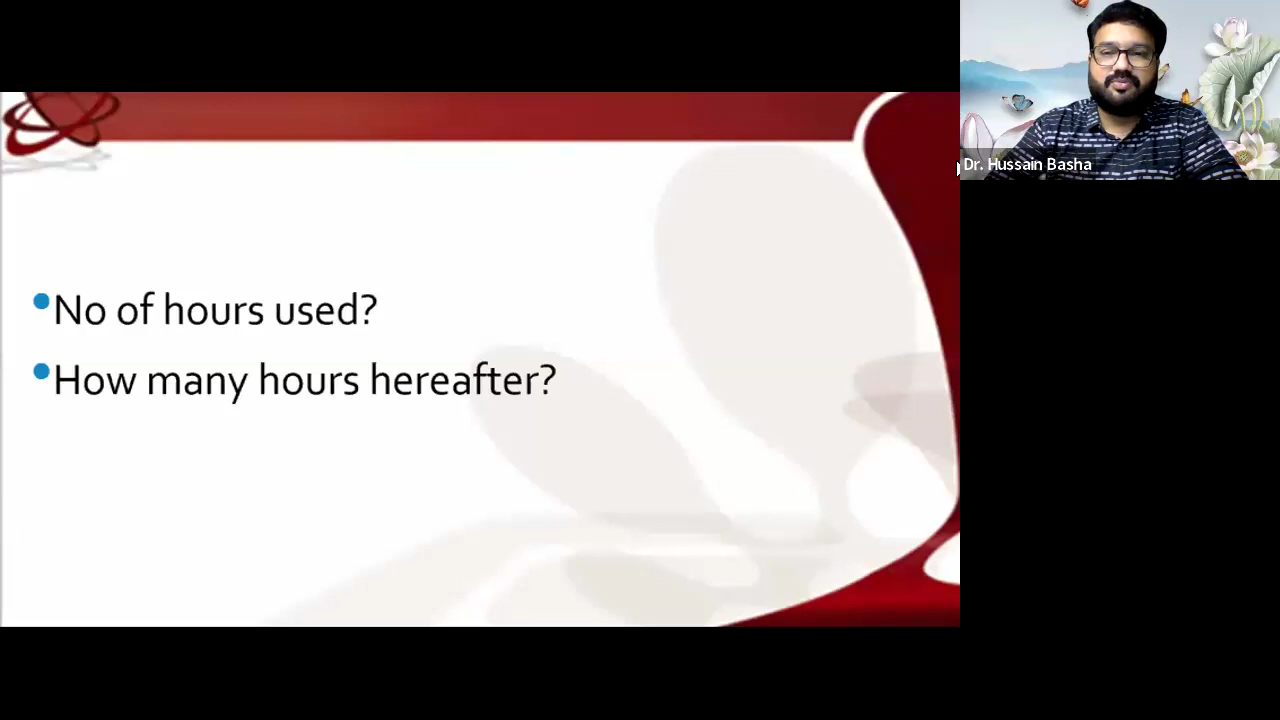 •No of hours used?
•How many hours hereafter?
Dr. Hussain Basha